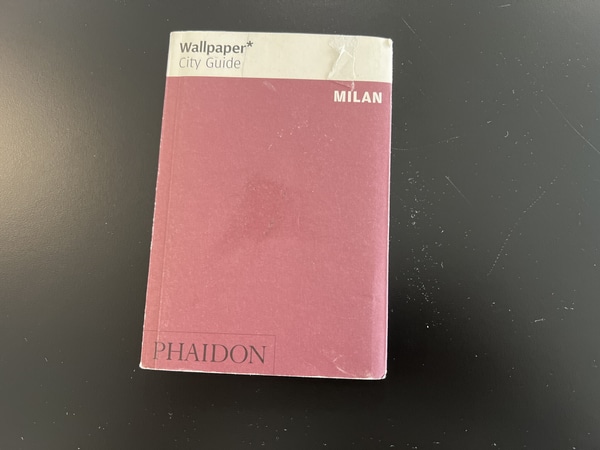 Wallpaper*
City Guide
MILAN
PHAIDON